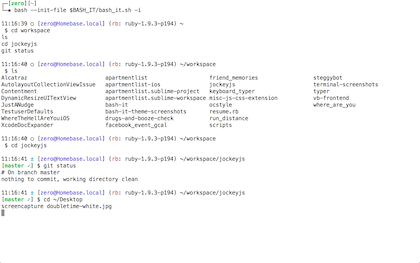 [zero][~]
bash --init-file $BASH_IT/bash_it.sh -i
11:16:39 [zero@Homebase.local] (rb: ruby-1.9.3-p194) ~
$ cd workspace
ls
cd jockeyjs
git status
11:16:40 [zero@Homebase.local] (rb: ruby-1.9.3-p194) ~/workspace
$ ls
Alcatraz apartmentlist friend_memories steggybot
AutolayoutCollectionViewIssue apartmentlist-ios jockeyjs terminal-screenshots
Contentment apartmentlist.sublime-project keyboard_typer typer
DynamicResizeUITextView apartmentlist.sublime-workspace misc-js-css-extension vb-frontend
JustANudge bash-it ocstyle where_are_you
TestuserDefaults bash-it-theme-screenshots resume.rb
WhereTheHellAreYouiOS drugs-and-booze-checker run_distance
XcodeDocExpander facebook_event_gcal scripts
11:16:40 [zero@Homebase.local] (rb: ruby-1.9.3-p194) ~/workspace
$ cd jockeyjs
11:16:41 ± [zero@Homebase.local] (rb: ruby-1.9.3-p194) ~/workspace/jockeyjs
[master ✓] $ git status
# On branch master
nothing to commit, working directory clean
11:16:41 ± [zero@Homebase.local] (rb: ruby-1.9.3-p194) ~/workspace/jockeyjs
[master ✓] $ cd ~/Desktop
screencapture doubletime-white.jpg